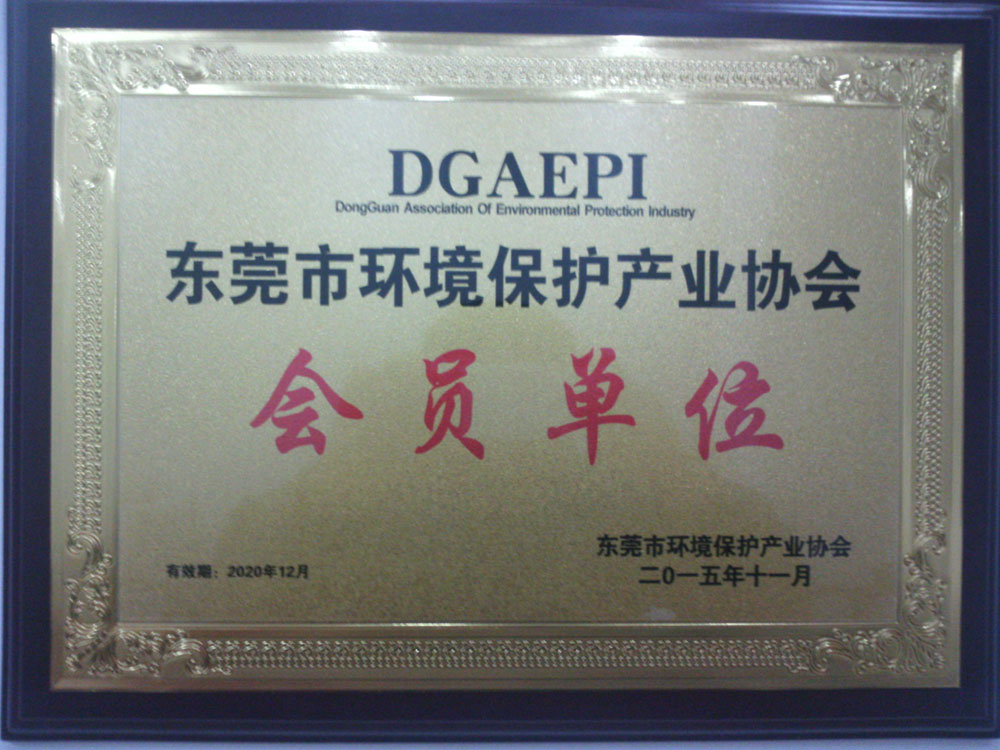 DGAEPI
DongGuan Association Of Environmental Protection Industry
东莞市环境保护产业协会
会员单位
东莞市环境保护产业协会
有效期：2020年12月
二0一五年十一月